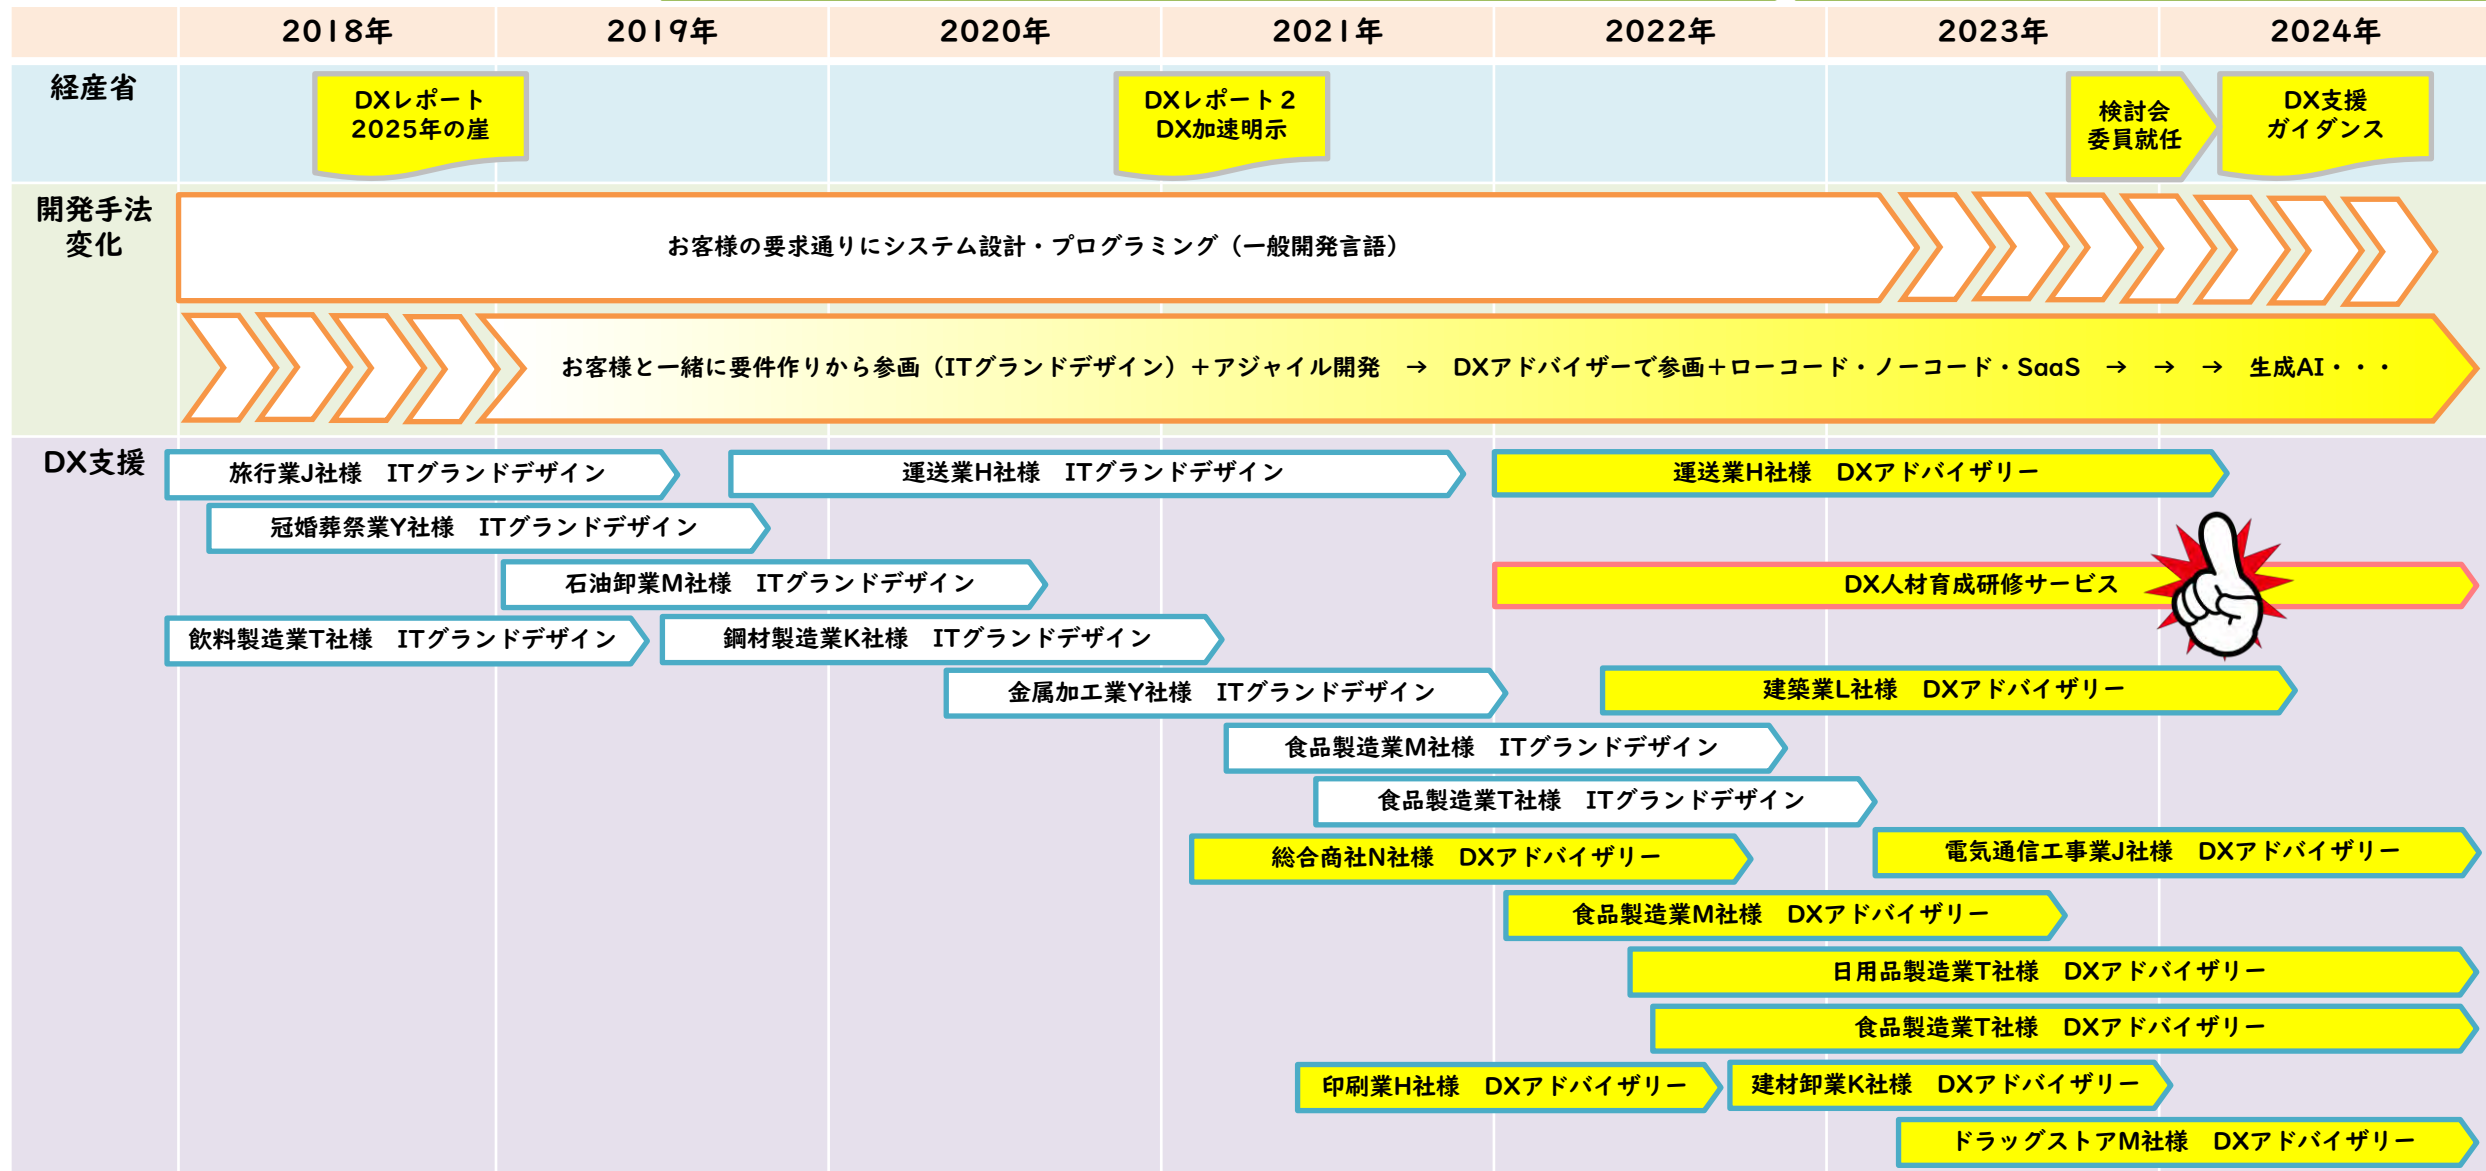 2018年 2019年 2020年 2021年 2022年 2023年 2024年
経産省
DXレポート
2025年の崖
DXレポート２
DX加速明示
検討会
委員就任
DX支援
ガイダンス
開発手法
変化
お客様の要求通りにシステム設計・プログラミング（一般開発言語）
お客様と一緒に要件作りから参画（ITグランドデザイン）＋アジャイル開発　→　DXアドバイザーで参画＋ローコード・ノーコード・SaaS　→　→　→　生成AI・・・
DX支援
旅行業J社様　ITグランドデザイン
運送業H社様　ITグランドデザイン
運送業H社様　DXアドバイザリー
冠婚葬祭業Y社様　ITグランドデザイン
石油卸業M社様　ITグランドデザイン
DX人材育成研修サービス
飲料製造業T社様　ITグランドデザイン
鋼材製造業K社様　ITグランドデザイン
金属加工業Y社様　ITグランドデザイン
建築業L社様　DXアドバイザリー
食品製造業M社様　ITグランドデザイン
食品製造業T社様　ITグランドデザイン
総合商社N社様　DXアドバイザリー
電気通信工事業J社様　DXアドバイザリー
食品製造業M社様　DXアドバイザリー
日用品製造業T社様　DXアドバイザリー
食品製造業T社様　DXアドバイザリー
印刷業H社様　DXアドバイザリー
建材卸業K社様　DXアドバイザリー
ドラッグストアM社様　DXアドバイザリー